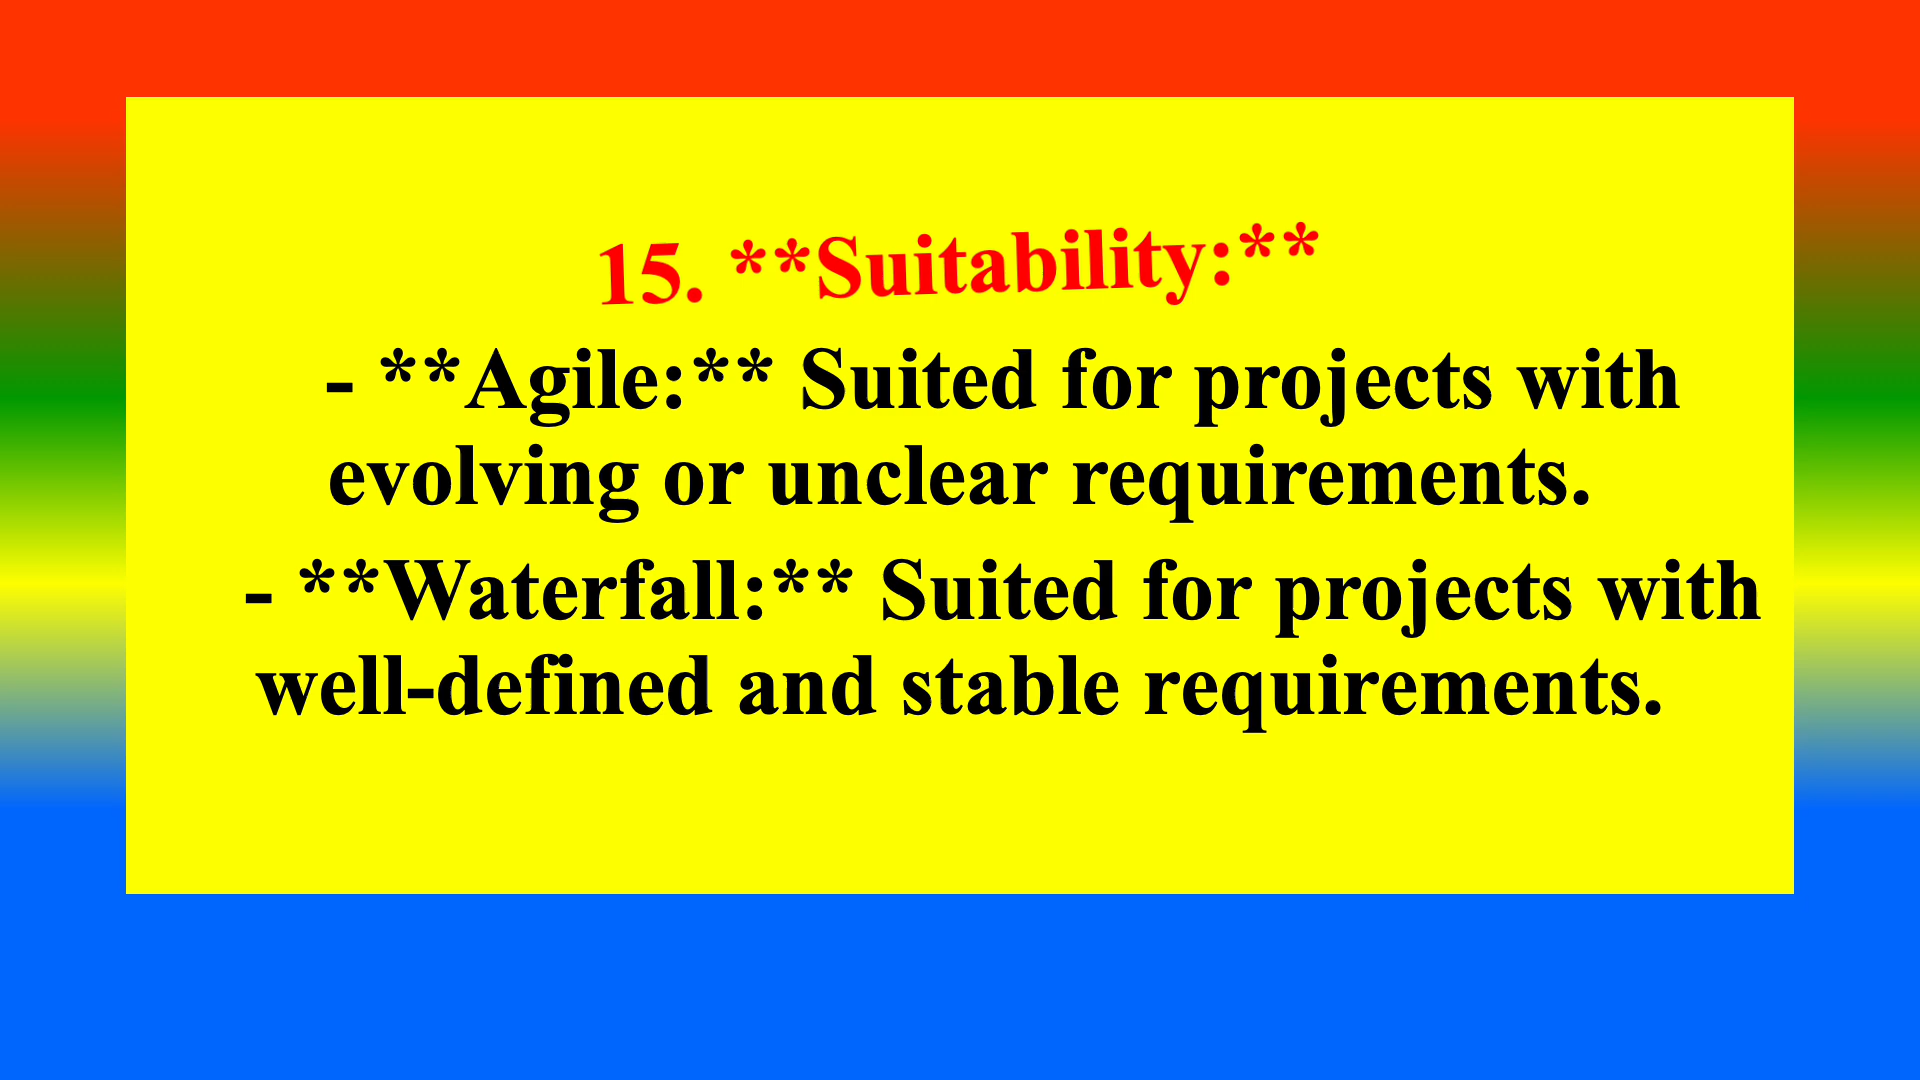 15. **Suitability:**
- **Agile:** Suited for projects with
evolving or unclear requirements.
- **Waterfall:** Suited for projects with
well-defined and stable requirements.